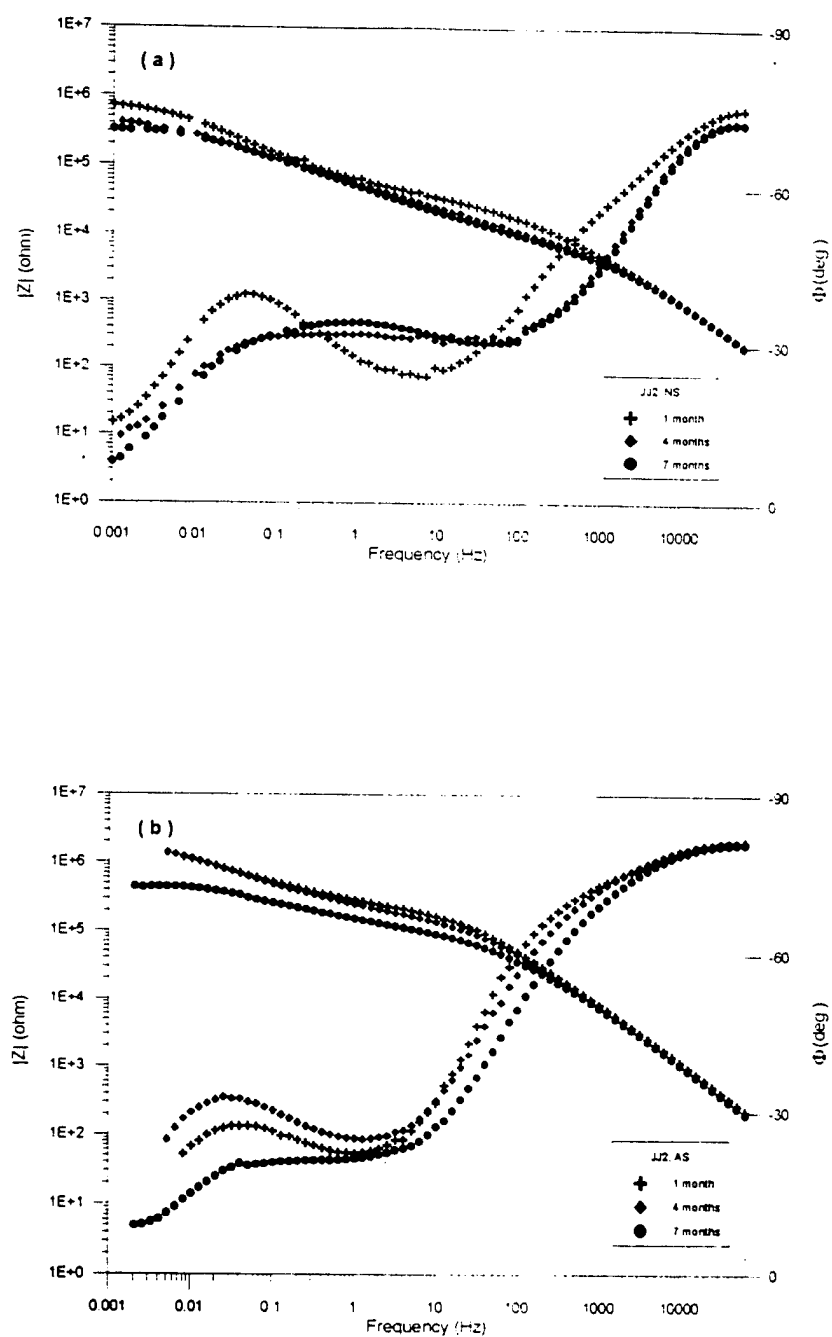 ( a )
1E+7
1E+6
1E+5
1E+4
1E+3
1E+2
1E+1
1E+0
|Z| (ohm)
-90
-60
-30
0
Φ (deg)
JJ2. NS
1 month
4 months
7 months
0.001 0.01 0.1 1 10 100 1000 10000
Frequency (Hz)
( b )
1E+7
1E+6
1E+5
1E+4
1E+3
1E+2
1E+1
1E+0
|Z| (ohm)
-90
-60
-30
0
Φ (deg)
JJ2. AS
1 month
4 months
7 months
0.001 0.01 0.1 1 10 100 1000 10000
Frequency (Hz)